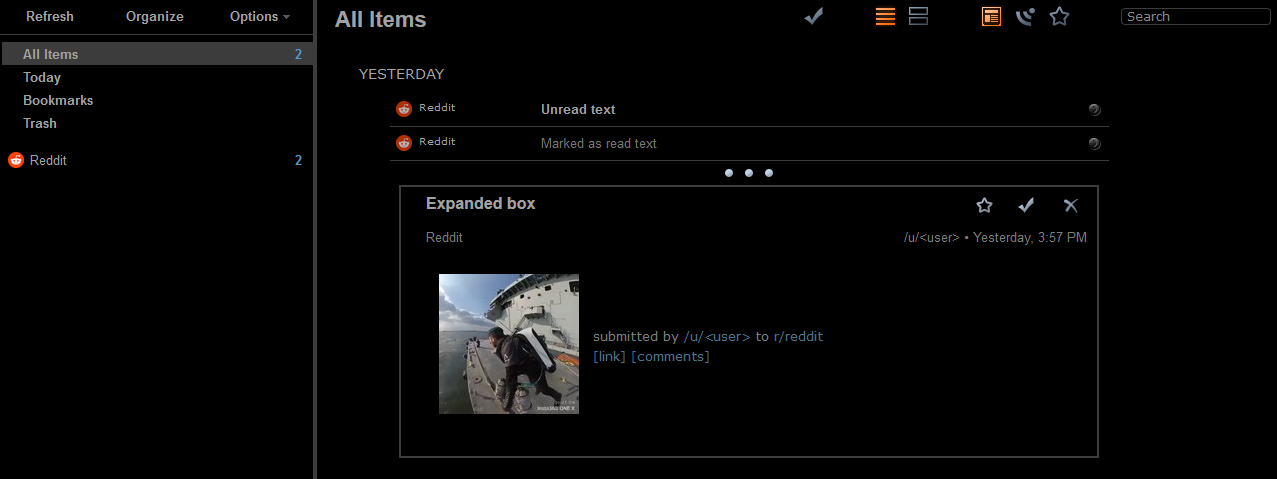 Refresh Organize Options
All Items
Search
All Items 2
Today
Bookmarks
Trash
Reddit 2
YESTERDAY
Reddit Unread text
Reddit Marked as read text
Expanded box
Reddit /u/<user> • Yesterday, 3:57 PM
submitted by /u/<user> to r/reddit
[link] [comments]